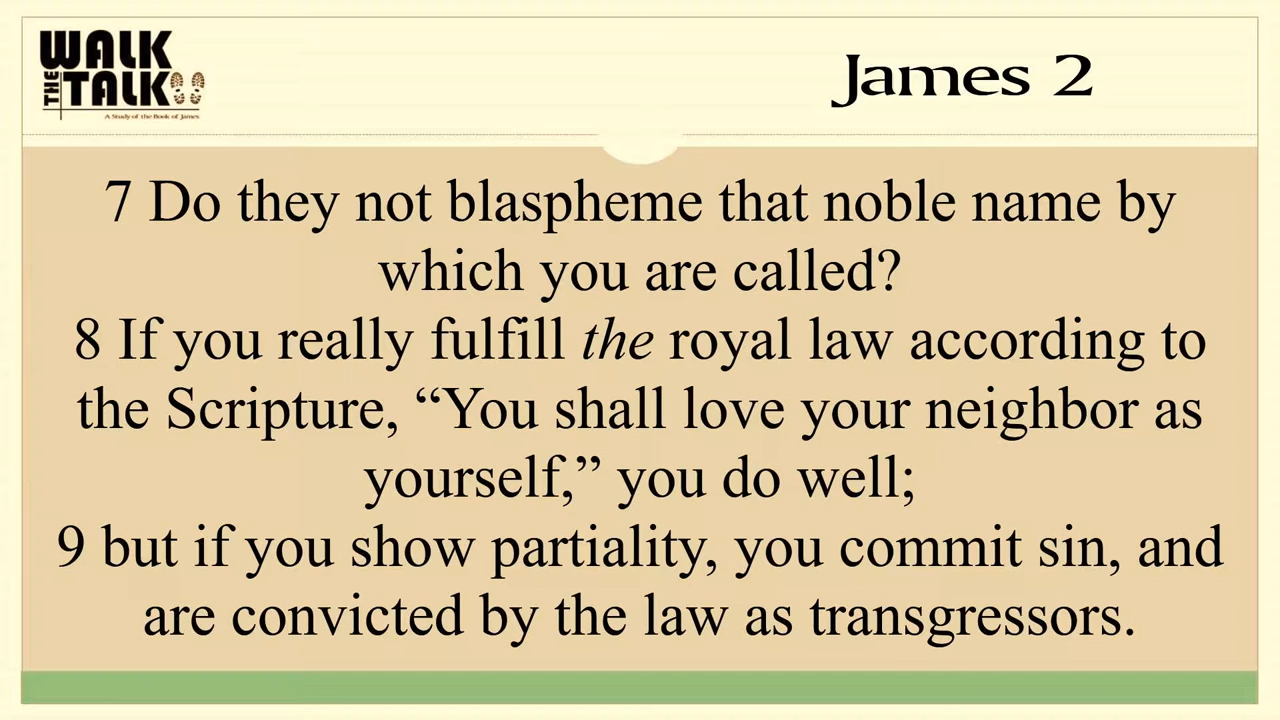 WALK
THE TALK
A Study of the Book of James
James 2
7 Do they not blaspheme that noble name by
which you are called?
8 If you really fulfill the royal law according to
the Scripture, “You shall love your neighbor as
yourself,” you do well;
9 but if you show partiality, you commit sin, and
are convicted by the law as transgressors.